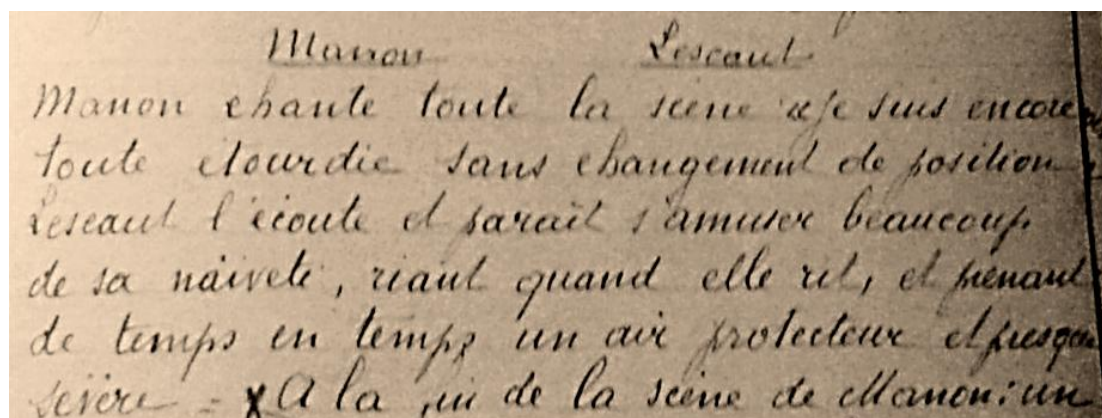 Manon Lescaut
Manon chante toute la scène « Je suis encore
toute étourdie sans changement de position
Lescaut l'écoute et paraît s'amuser beaucoup
de sa näiveté, riant quand elle rit, et prenant
de temps en temps un air protecteur et presque
sévère = X A la fin de la scène de Manon : un